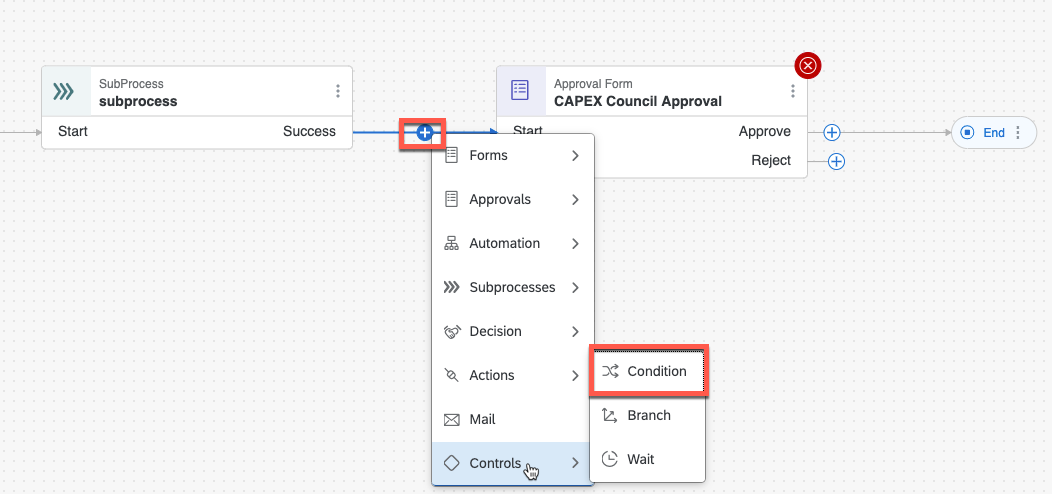 SubProcess
subprocess
Start
Success
Approval Form
CAPEX Council Approval
Start
Approve
Reject
End
Forms
Approvals
Automation
Subprocesses
Decision
Actions
Mail
Controls
Condition
Branch
Wait